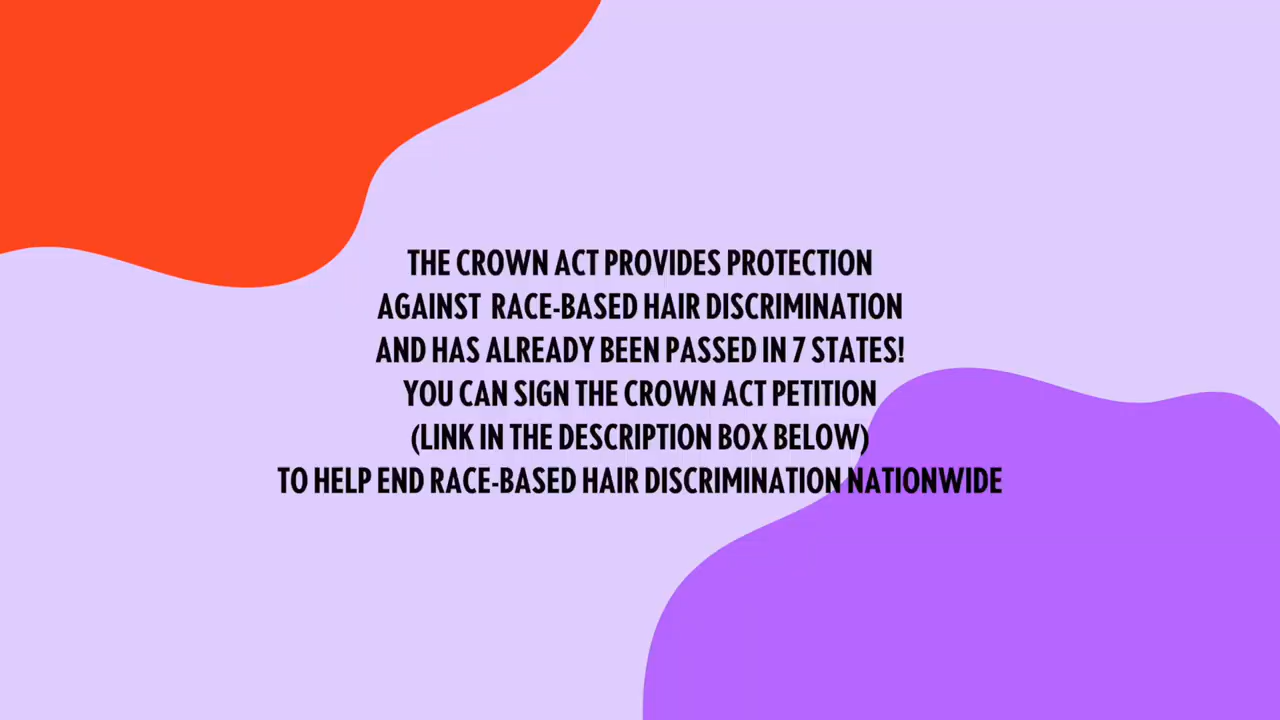 THE CROWN ACT PROVIDES PROTECTION
AGAINST RACE-BASED HAIR DISCRIMINATION
AND HAS ALREADY BEEN PASSED IN 7 STATES!
YOU CAN SIGN THE CROWN ACT PETITION
(LINK IN THE DESCRIPTION BOX BELOW)
TO HELP END RACE-BASED HAIR DISCRIMINATION NATIONWIDE